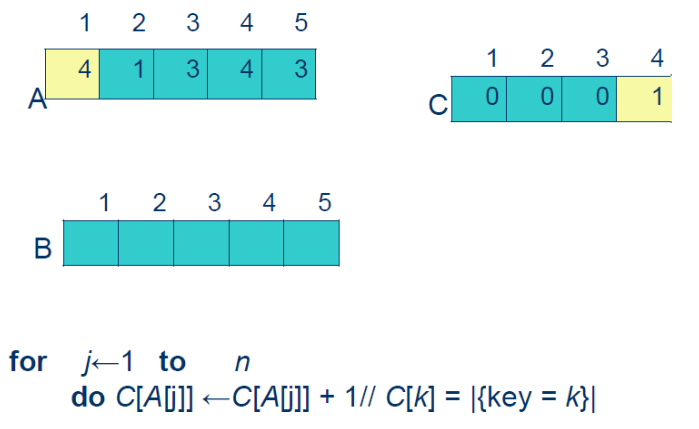 1 2 3 4 5
4 1 3 4 3
A
1 2 3 4
0 0 0 1
C
1 2 3 4 5
B
for j←1 to n
do C[A[j]] ←C[A[j]] + 1// C[k] = |{key = k}|